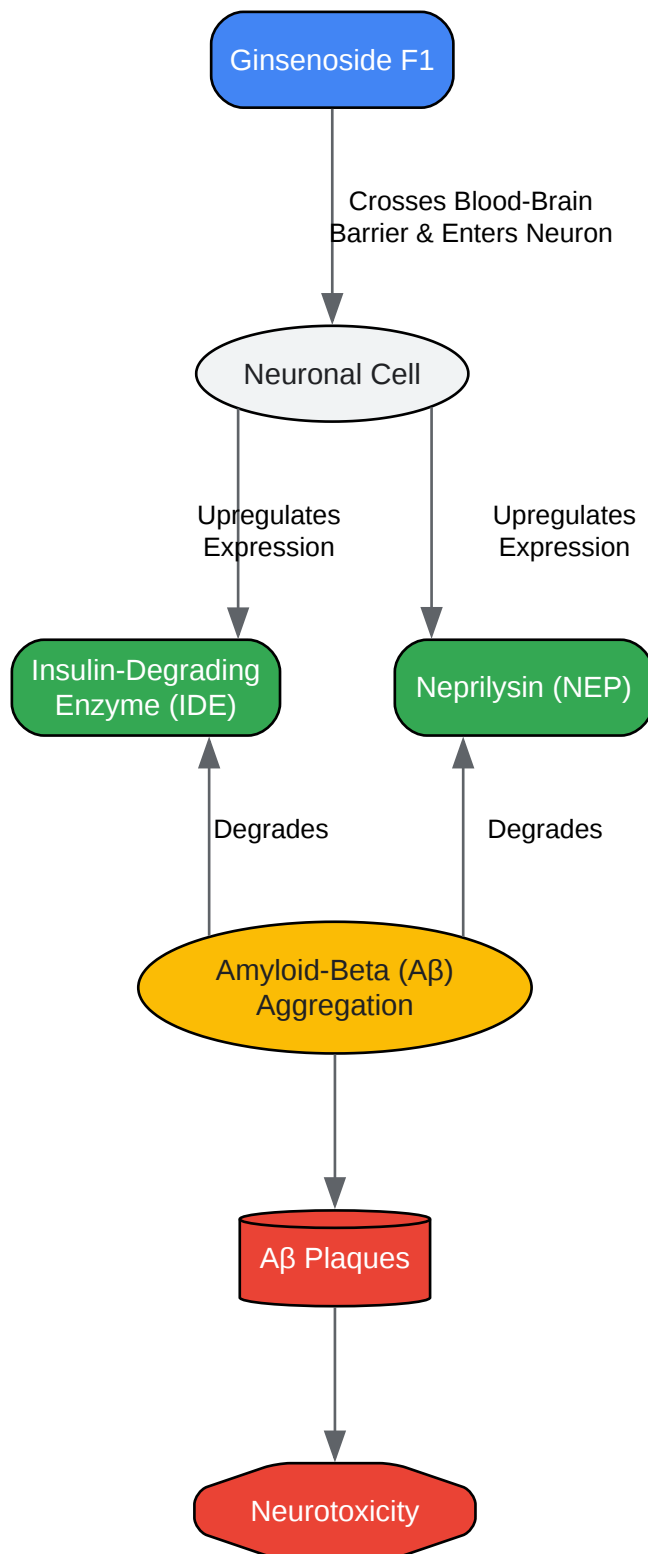 Ginsenoside F1
Crosses Blood-Brain
Barrier & Enters Neuron
Neuronal Cell
Upregulates
Expression
Upregulates
Expression
Insulin-Degrading
Enzyme (IDE)
Neprilysin (NEP)
Degrades
Degrades
Amyloid-Beta (Aβ)
Aggregation
Aβ Plaques
Neurotoxicity